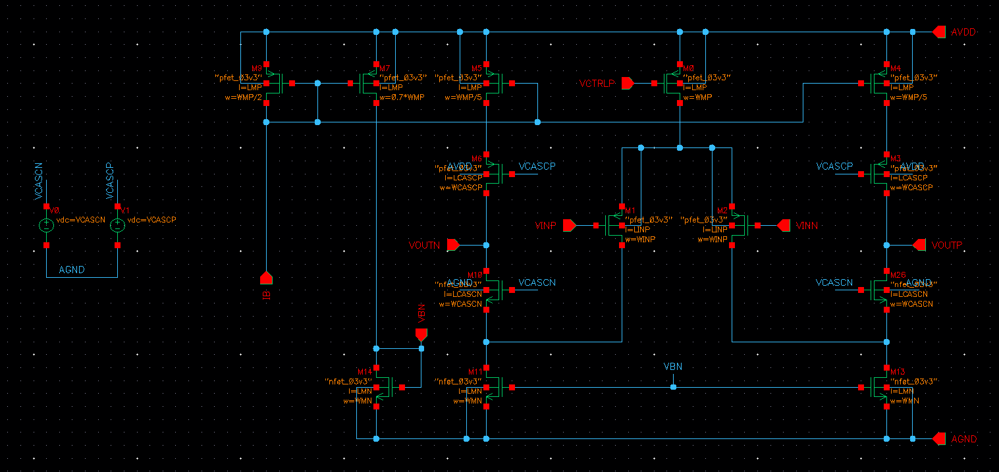 AVDD
M9
"pfet_03v3"
l=LMP
w=WMP/2
M7
"pfet_03v3"
l=LMP
w=0.7*WMP
M5
"pfet_03v3"
l=LMP
w=WMP/5
VCTRLP
M0
"pfet_03v3"
l=LMP
w=WMP
M4
"pfet_03v3"
l=LMP
w=WMP/5
VCASCN
VCASCP
V0
vdc=VCASCN
V1
vdc=VCASCP
AGND
M6
AVDD
"pfet_03v3"
l=LCASCP
w=WCASCP
VCASCP
VCASCP
M3
AVDD
"pfet_03v3"
l=LCASCP
w=WCASCP
VINP
M1
"pfet_03v3"
l=LINP
w=WINP
M2
"pfet_03v3"
l=LINP
w=WINP
VINN
VOUTN
VOUTP
IB
M10
AGND
"nfet_03v3"
l=LCASCN
w=WCASCN
VCASCN
VCASCN
M26
AGND
"nfet_03v3"
l=LCASCN
w=WCASCN
VBN
M14
"nfet_03v3"
l=LMN
w=WMN
M11
"nfet_03v3"
l=LMN
w=WMN
VBN
M13
"nfet_03v3"
l=LMN
w=WMN
AGND